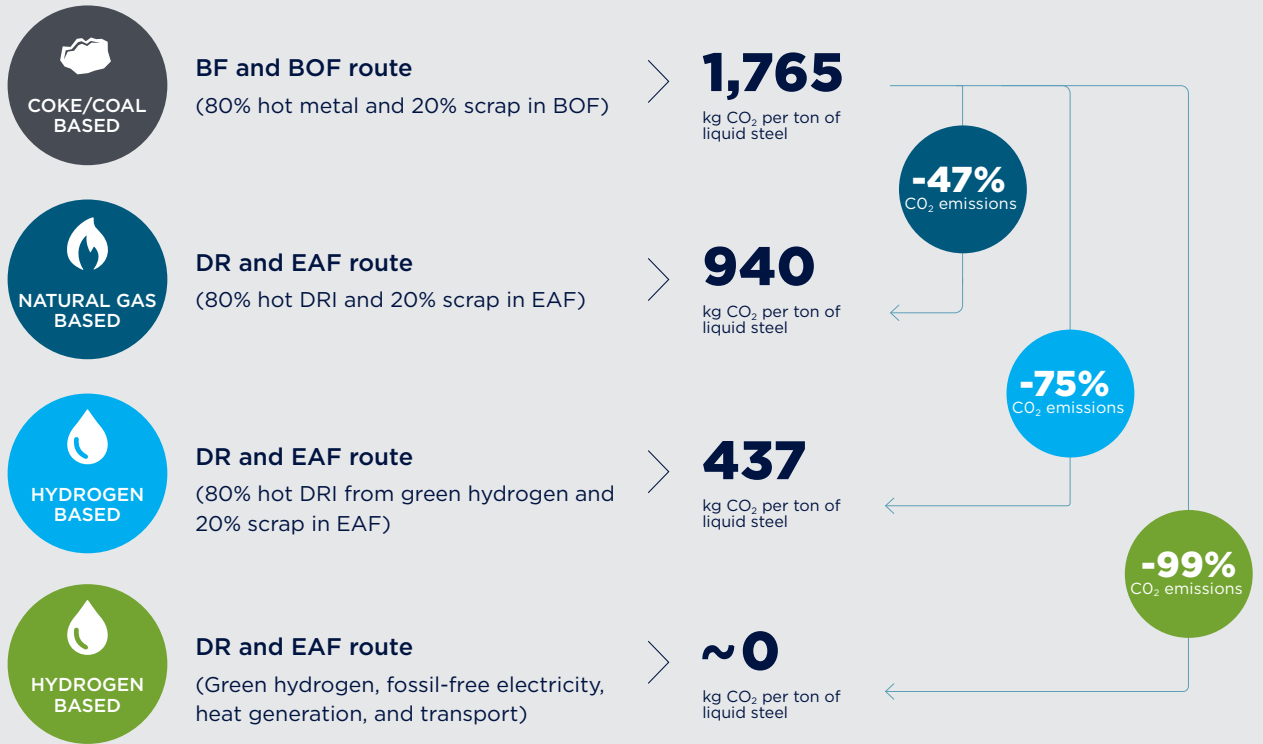 COKE/COAL
BASED
BF and BOF route
(80% hot metal and 20% scrap in BOF)
1,765
kg CO₂ per ton of
liquid steel
-47%
CO₂ emissions
NATURAL GAS
BASED
DR and EAF route
(80% hot DRI and 20% scrap in EAF)
940
kg CO₂ per ton of
liquid steel
-75%
CO₂ emissions
HYDROGEN
BASED
DR and EAF route
(80% hot DRI from green hydrogen and
20% scrap in EAF)
437
kg CO₂ per ton of
liquid steel
-99%
CO₂ emissions
HYDROGEN
BASED
DR and EAF route
(Green hydrogen, fossil-free electricity,
heat generation, and transport)
~0
kg CO₂ per ton of
liquid steel